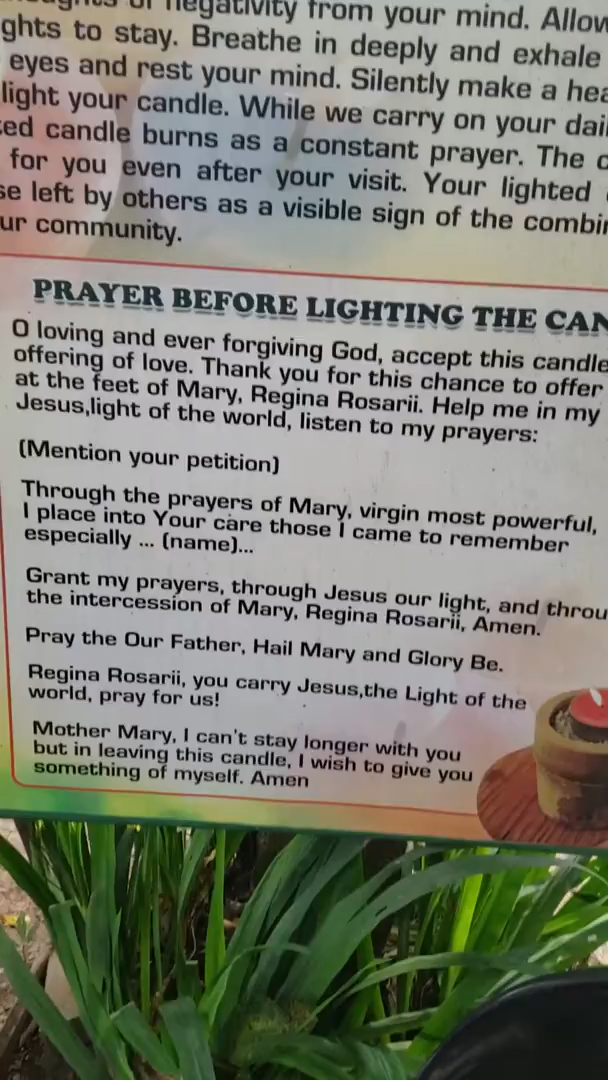 of negativity from your mind. Allow
ghts to stay. Breathe in deeply and exhale
eyes and rest your mind. Silently make a
light your candle. While we carry on your
candle burns as a constant prayer. The
for you even after your visit. Your lighted
left by others as a visible sign of the
community.
PRAYER BEFORE LIGHTING THE CAN
O loving and ever forgiving God, accept this candle
offering of love. Thank you for this chance to offer
at the feet of Mary, Regina Rosarii. Help me in my
Jesus,light of the world, listen to my prayers:
(Mention your petition)
Through the prayers of Mary, virgin most powerful,
I place into Your care those I came to remember
especially ... (name)...
Grant my prayers, through Jesus our light, and throu
the intercession of Mary, Regina Rosarii, Amen.
Pray the Our Father, Hail Mary and Glory Be.
Regina Rosarii, you carry Jesus,the Light of the
world, pray for us!
Mother Mary, I can't stay longer with you
but in leaving this candle, I wish to give you
something of myself. Amen